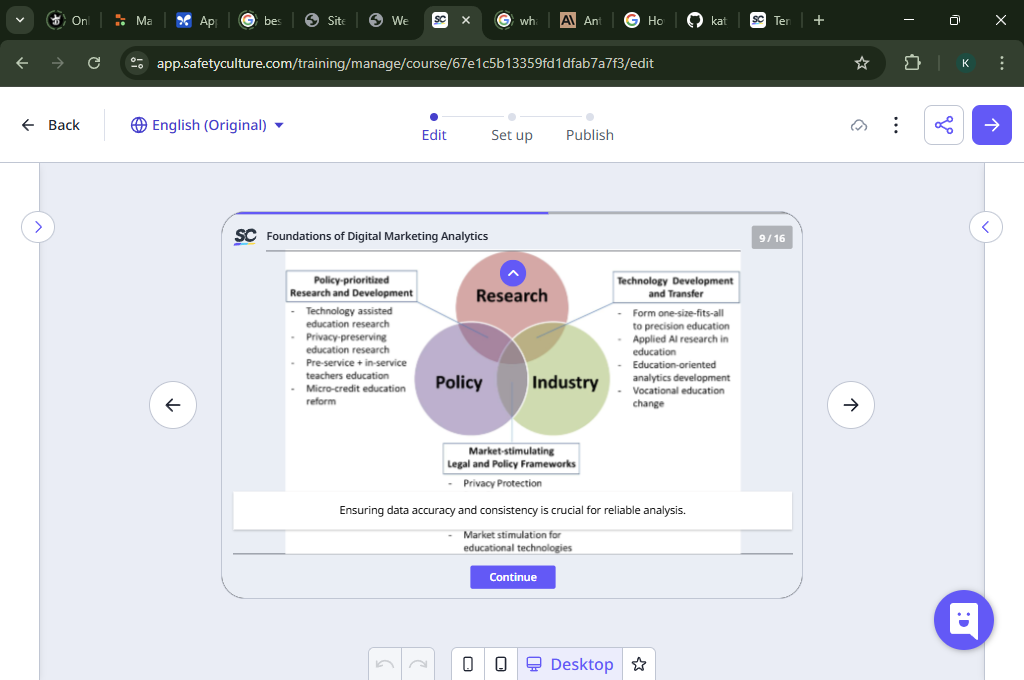 Onl
Ma
App
bes
Site
We
SC
wha
Ant
Ho
kat
Ter
app.safetyculture.com/training/manage/course/67e1c5b13359fd1dfab7a7f3/edit
K
Back
English (Original)
Edit
Set up
Publish
SC
Foundations of Digital Marketing Analytics
9 / 16
Policy-prioritized
Research and Development
- Technology assisted
education research
- Privacy-preserving
education research
- Pre-service + in-service
teachers education
- Micro-credit education
reform
Research
Policy
Industry
Technology Development
and Transfer
- Form one-size-fits-all
to precision education
- Applied AI research in
education
- Education-oriented
analytics development
- Vocational education
change
Market-stimulating
Legal and Policy Frameworks
- Privacy Protection
Ensuring data accuracy and consistency is crucial for reliable analysis.
- Market stimulation for
educational technologies
Continue
Desktop